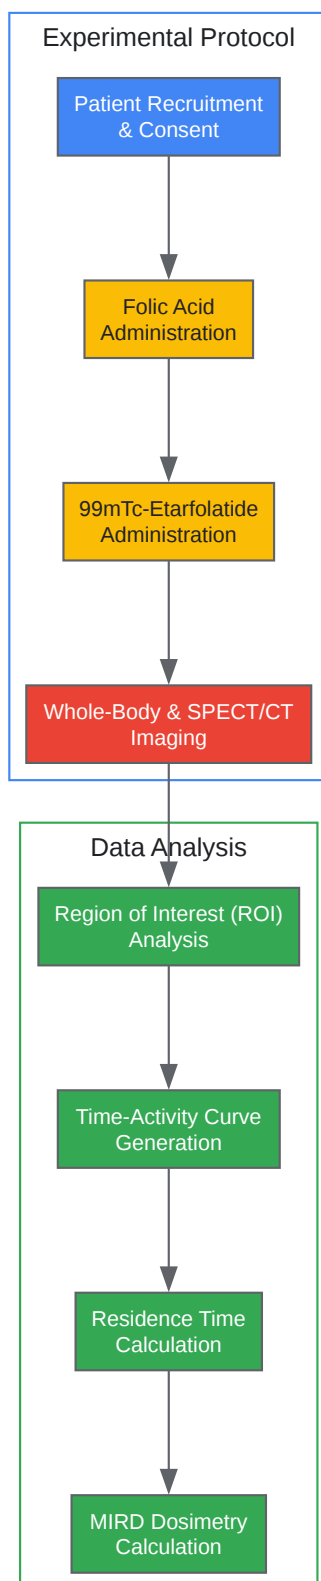 Experimental Protocol
Patient Recruitment
& Consent
Folic Acid
Administration
99mTc-Etarfolatide
Administration
Whole-Body & SPECT/CT
Imaging
Data Analysis
Region of Interest (ROI)
Analysis
Time-Activity Curve
Generation
Residence Time
Calculation
MIRD Dosimetry
Calculation